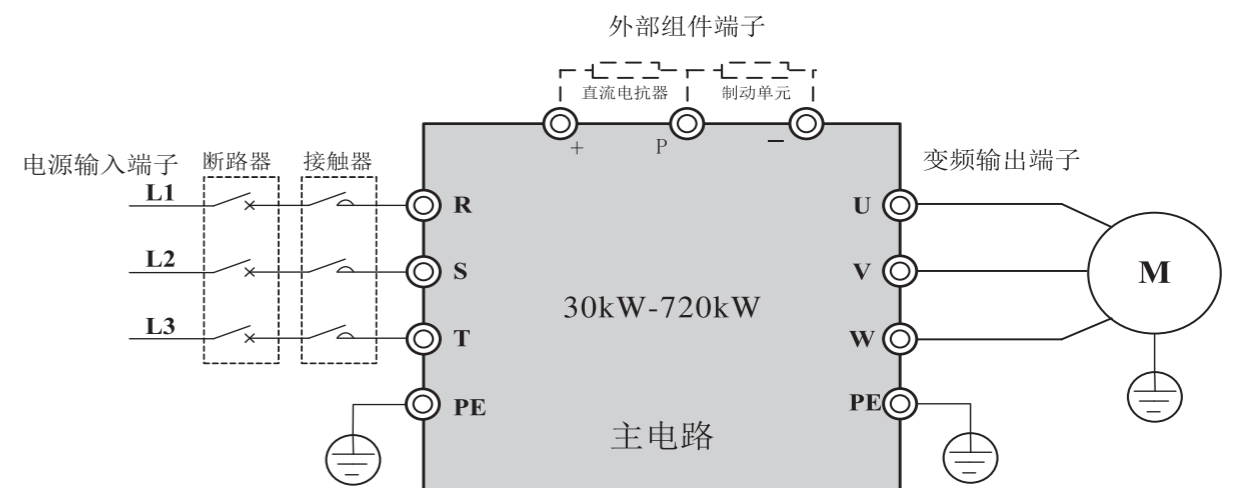 外部组件端子
直流电抗器 制动单元
+ P −
电源输入端子 断路器 接触器 变频输出端子
L1 R U
L2 S V M
30kW-720kW
L3 T W
PE PE
主电路